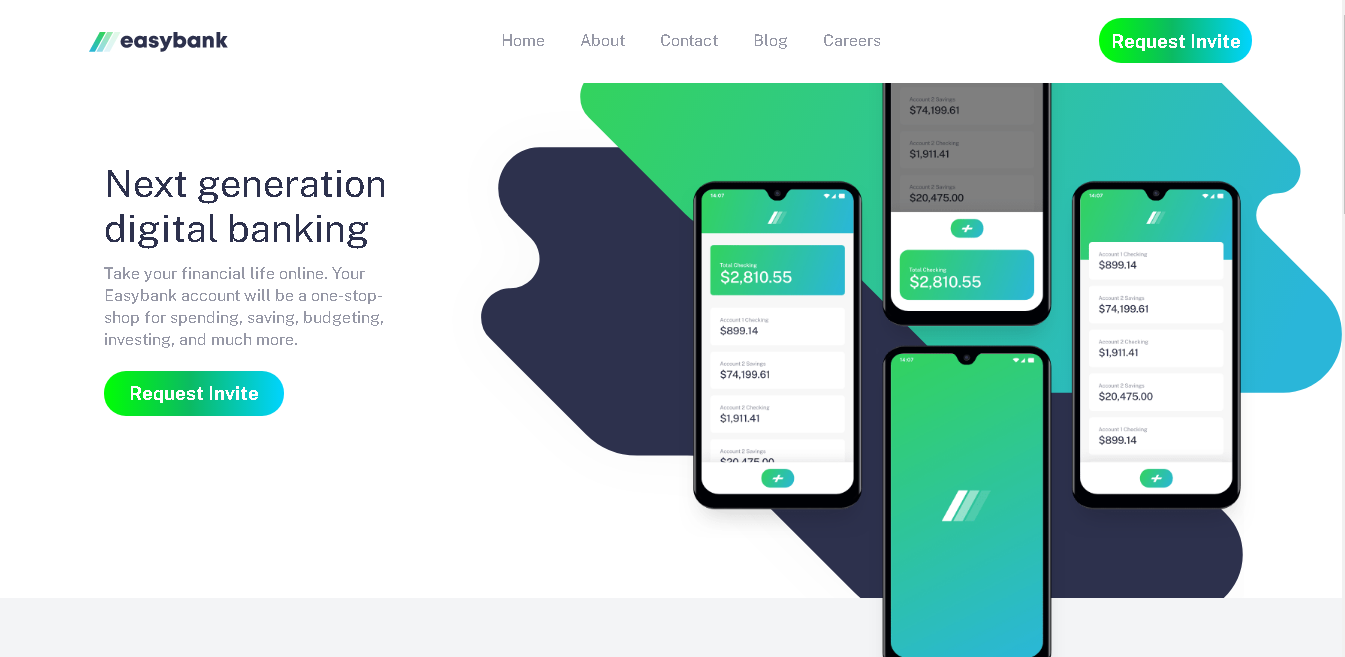 easybank
Home
About
Contact
Blog
Careers
Request Invite
Next generation
digital banking
Take your financial life online. Your
Easybank account will be a one-stop-
shop for spending, saving, budgeting,
investing, and much more.
Request Invite
14:07
Total Checking
$2,810.55
Account 1 Checking
$899.14
Account 2 Savings
$74,199.61
Account 2 Checking
$1,911.41
Account 2 Savings
$20,475.00
Account 2 Savings
$74,199.61
Account 2 Checking
$1,911.41
Account 2 Savings
$20,475.00
Total Checking
$2,810.55
14:07
14:07
Account 1 Checking
$899.14
Account 2 Savings
$74,199.61
Account 2 Checking
$1,911.41
Account 2 Savings
$20,475.00
Account 1 Checking
$899.14